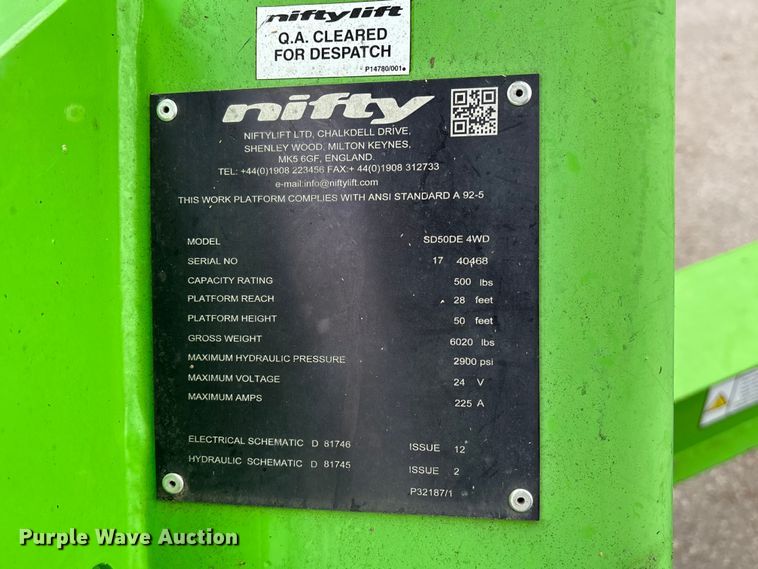 niftylift
Q.A. CLEARED
FOR DESPATCH
P14780/001
nifty
NIFTYLIFT LTD, CHALKDELL DRIVE,
SHENLEY WOOD, MILTON KEYNES,
MK5 6GF, ENGLAND.
TEL: +44(0)1908 223456 FAX:+ 44(0)1908 312733
e-mail:info@niftylift.com
THIS WORK PLATFORM COMPLIES WITH ANSI STANDARD A 92-5
MODEL SD50DE 4WD
SERIAL NO 17 40468
CAPACITY RATING 500 lbs
PLATFORM REACH 28 feet
PLATFORM HEIGHT 50 feet
GROSS WEIGHT 6020 lbs
MAXIMUM HYDRAULIC PRESSURE 2900 psi
MAXIMUM VOLTAGE 24 V
MAXIMUM AMPS 225 A
ELECTRICAL SCHEMATIC D 81746 ISSUE 12
HYDRAULIC SCHEMATIC D 81745 ISSUE 2
P32187/1
Purple Wave Auction